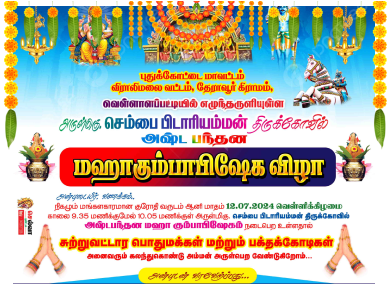 புதுக்கோட்டை மாவட்டம்
விராலிமலை வட்டம், தேராவூர் கிராமம்,
வெள்ளாளப்பட்டியில் எழுந்தருளியுள்ள
அருள்மிகு. செம்பை பிடாரியம்மன் திருக்கோவில்
அஷ்ட பந்தன
மஹாகும்பாபிஷேக விழா
அன்புடையீர், வணக்கம்,
நிகழும் மங்களகரமான குரோதி வருடம் ஆனி மாதம் 12.07.2024 வெள்ளிக்கிழமை
காலை 9.35 மணிக்குமேல் 10.05 மணிக்குள் அருள்மிகு. செம்பை பிடாரியம்மன் திருக்கோவில்
அஷ்டபந்தன மஹா கும்பாபிஷேகம் நடைபெற உள்ளதால்
சுற்றுவட்டார பொதுமக்கள் மற்றும் பக்தகோடிகள்
அனைவரும் கலந்துகொண்டு அம்மன் அருள்பெற வேண்டுகிறோம்...
அன்புடன் வரவேற்கிறது...